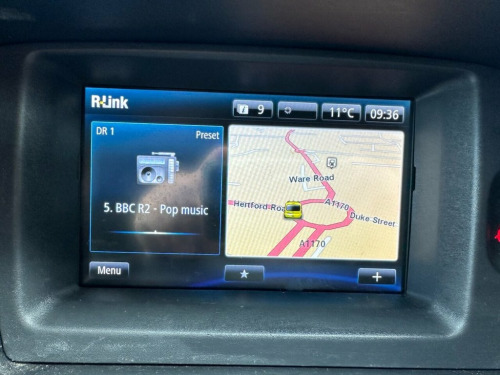 R-Link
9
11°C
09:36
DR 1
Preset
5. BBC R2 - Pop music
Ware Road
Hertford Roa
A1170
Duke Street
A1170
Menu
+